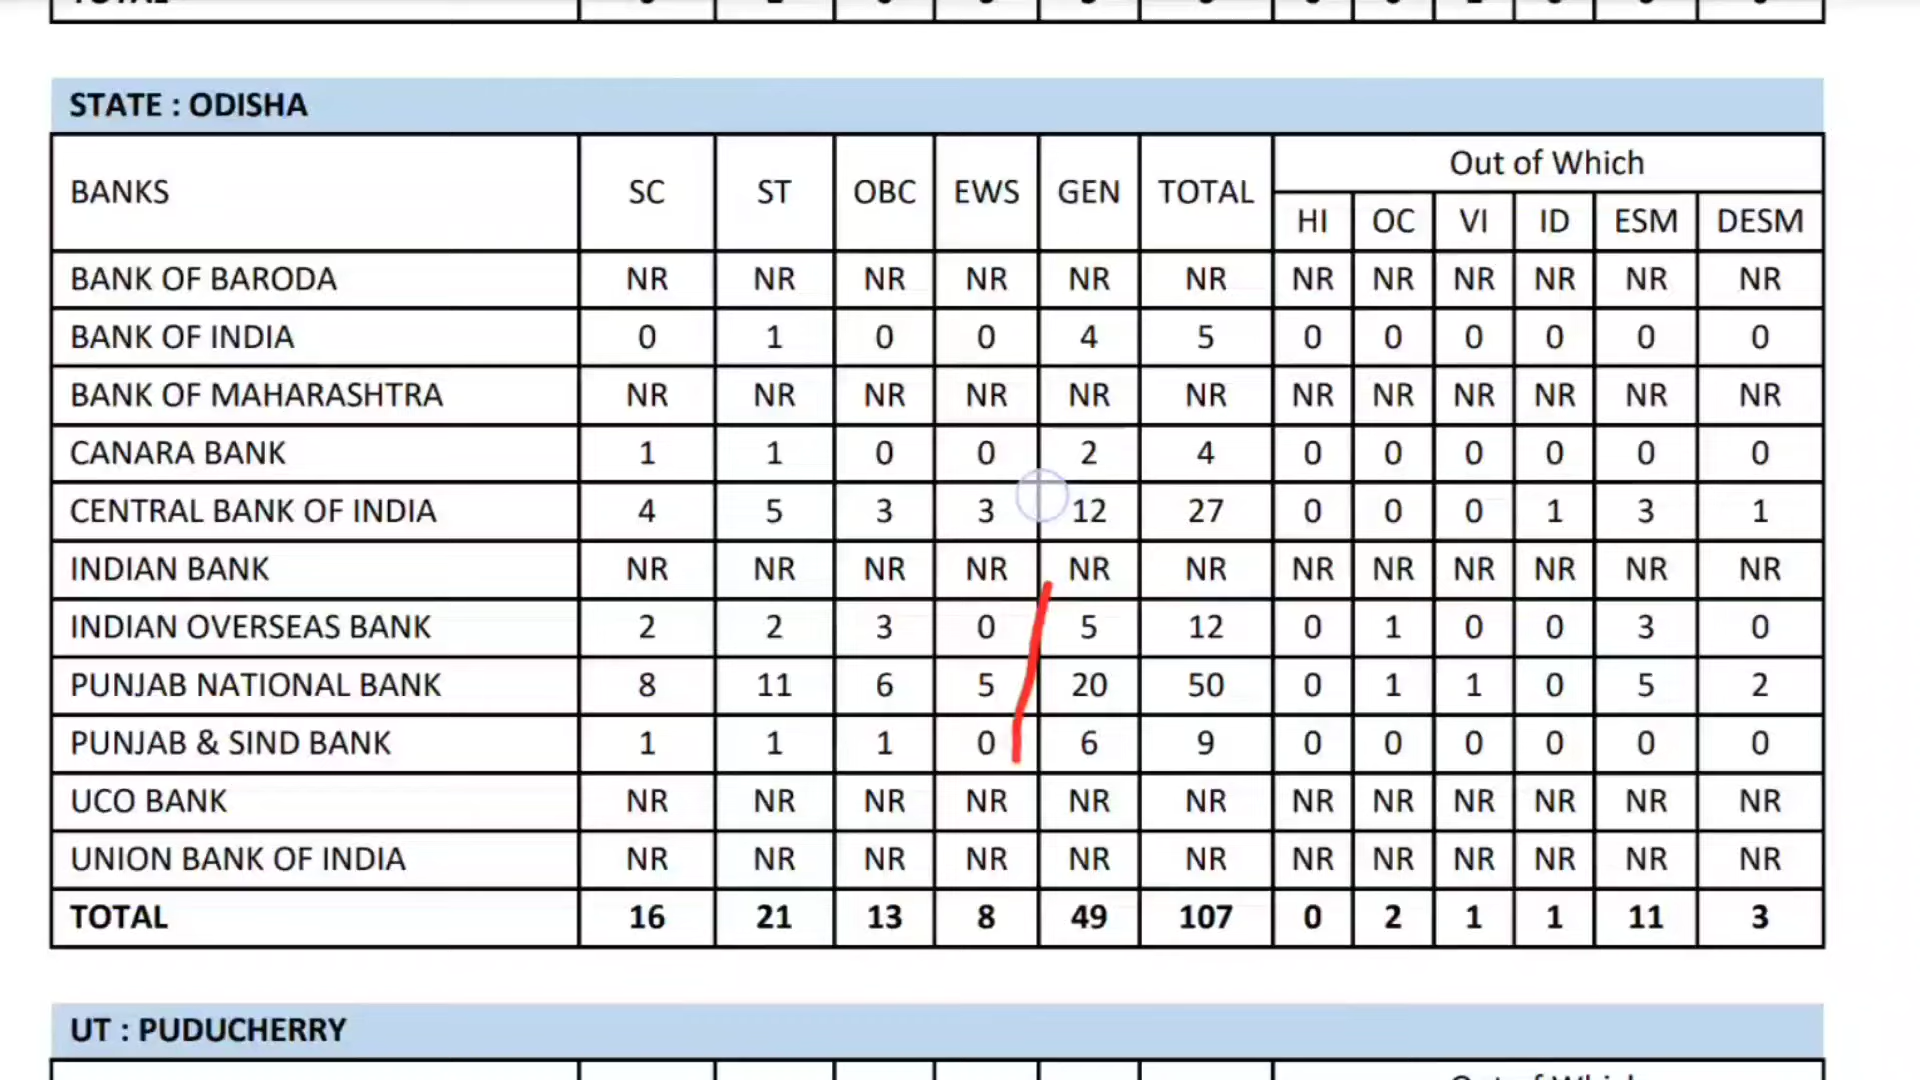 STATE : ODISHA
BANKS SC ST OBC EWS GEN TOTAL Out of Which
HI OC VI ID ESM DESM
BANK OF BARODA NR NR NR NR NR NR NR NR NR NR NR NR
BANK OF INDIA 0 1 0 0 4 5 0 0 0 0 0 0
BANK OF MAHARASHTRA NR NR NR NR NR NR NR NR NR NR NR NR
CANARA BANK 1 1 0 0 2 4 0 0 0 0 0 0
CENTRAL BANK OF INDIA 4 5 3 3 12 27 0 0 0 1 3 1
INDIAN BANK NR NR NR NR NR NR NR NR NR NR NR NR
INDIAN OVERSEAS BANK 2 2 3 0 5 12 0 1 0 0 3 0
PUNJAB NATIONAL BANK 8 11 6 5 20 50 0 1 1 0 5 2
PUNJAB & SIND BANK 1 1 1 0 6 9 0 0 0 0 0 0
UCO BANK NR NR NR NR NR NR NR NR NR NR NR NR
UNION BANK OF INDIA NR NR NR NR NR NR NR NR NR NR NR NR
TOTAL 16 21 13 8 49 107 0 2 1 1 11 3
UT : PUDUCHERRY